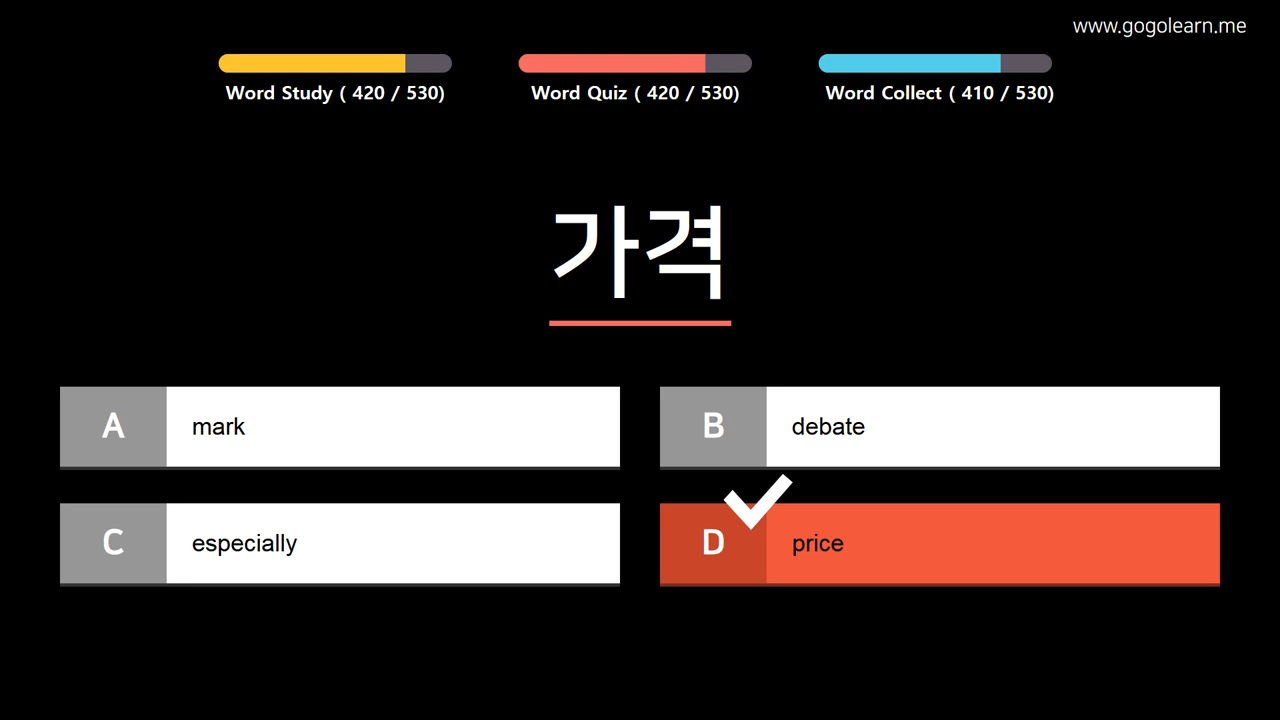 www.gogolearn.me
Word Study ( 420 / 530)
Word Quiz ( 420 / 530)
Word Collect ( 410 / 530)
가격
A mark
B debate
C especially
D price